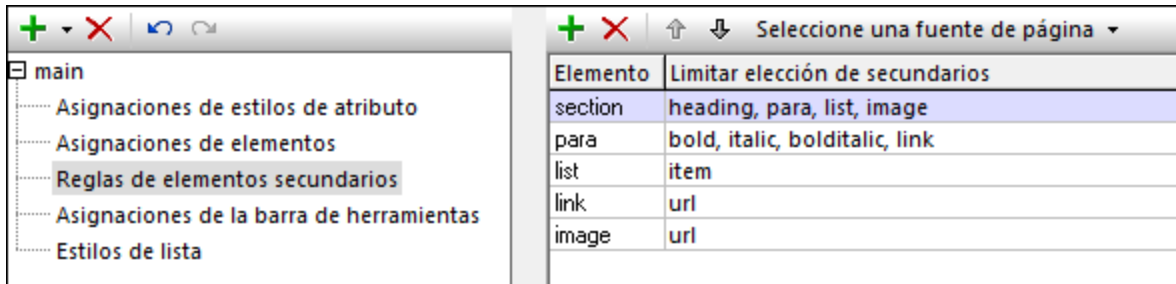 Seleccione una fuente de página
main
Asignaciones de estilos de atributo
Asignaciones de elementos
Reglas de elementos secundarios
Asignaciones de la barra de herramientas
Estilos de lista
Elemento Limitar elección de secundarios
section heading, para, list, image
para bold, italic, bolditalic, link
list item
link url
image url